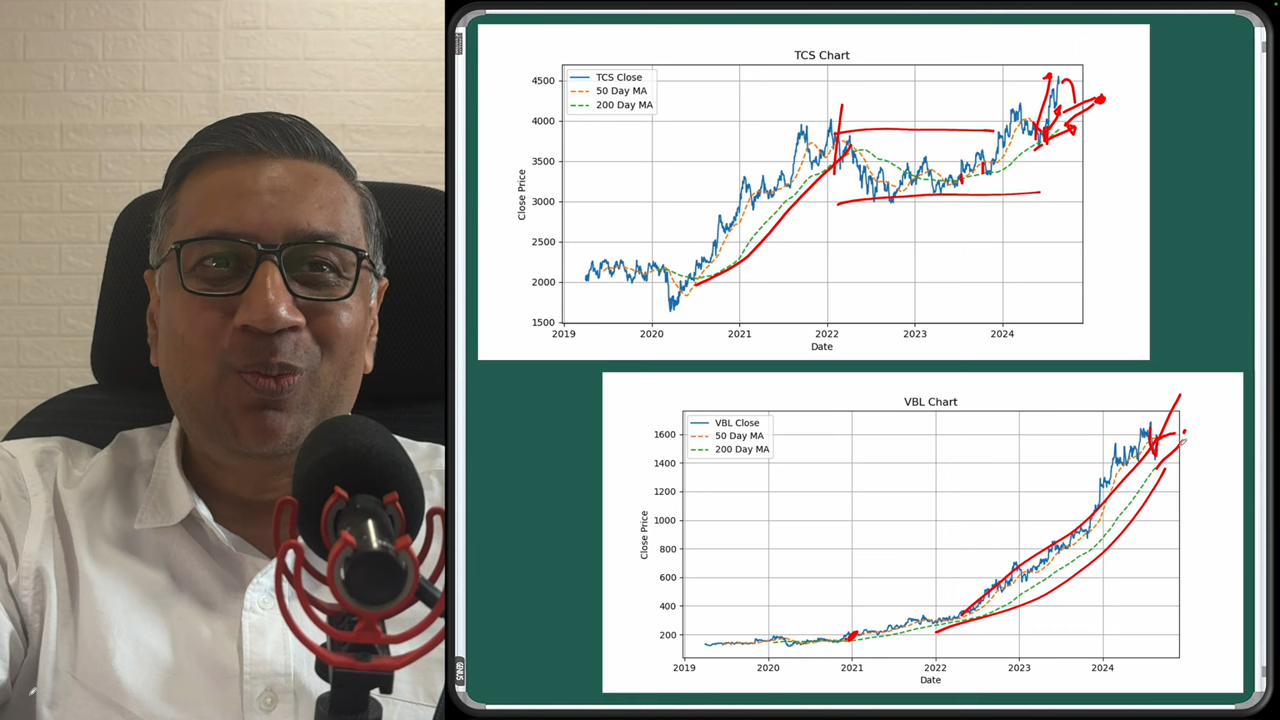 TCS Chart
TCS Close
50 Day MA
200 Day MA
4500
4000
3500
3000
2500
2000
1500
Close Price
2019
2020
2021
2022
2023
2024
Date
VBL Chart
VBL Close
50 Day MA
200 Day MA
1600
1400
1200
1000
800
600
400
200
Close Price
2019
2020
2021
2022
2023
2024
Date
GENIUS